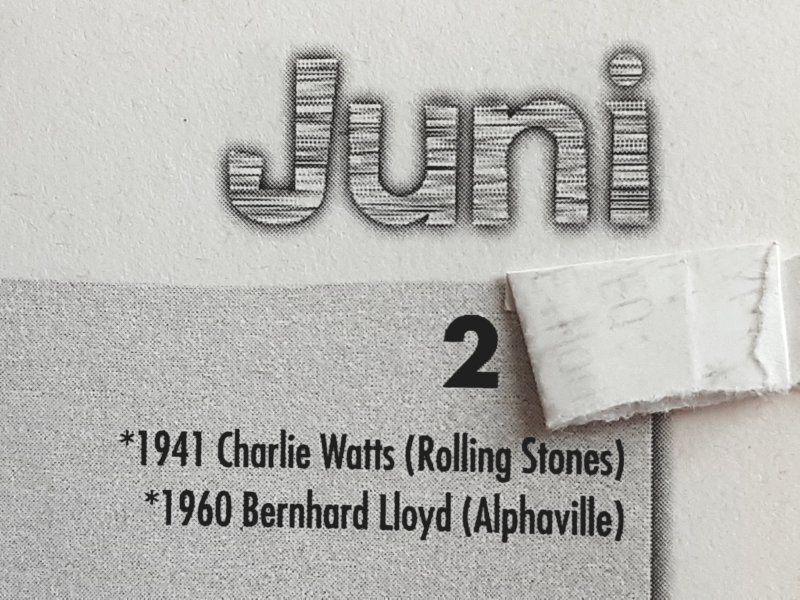 Juni
2
*1941 Charlie Watts (Rolling Stones)
*1960 Bernhard Lloyd (Alphaville)